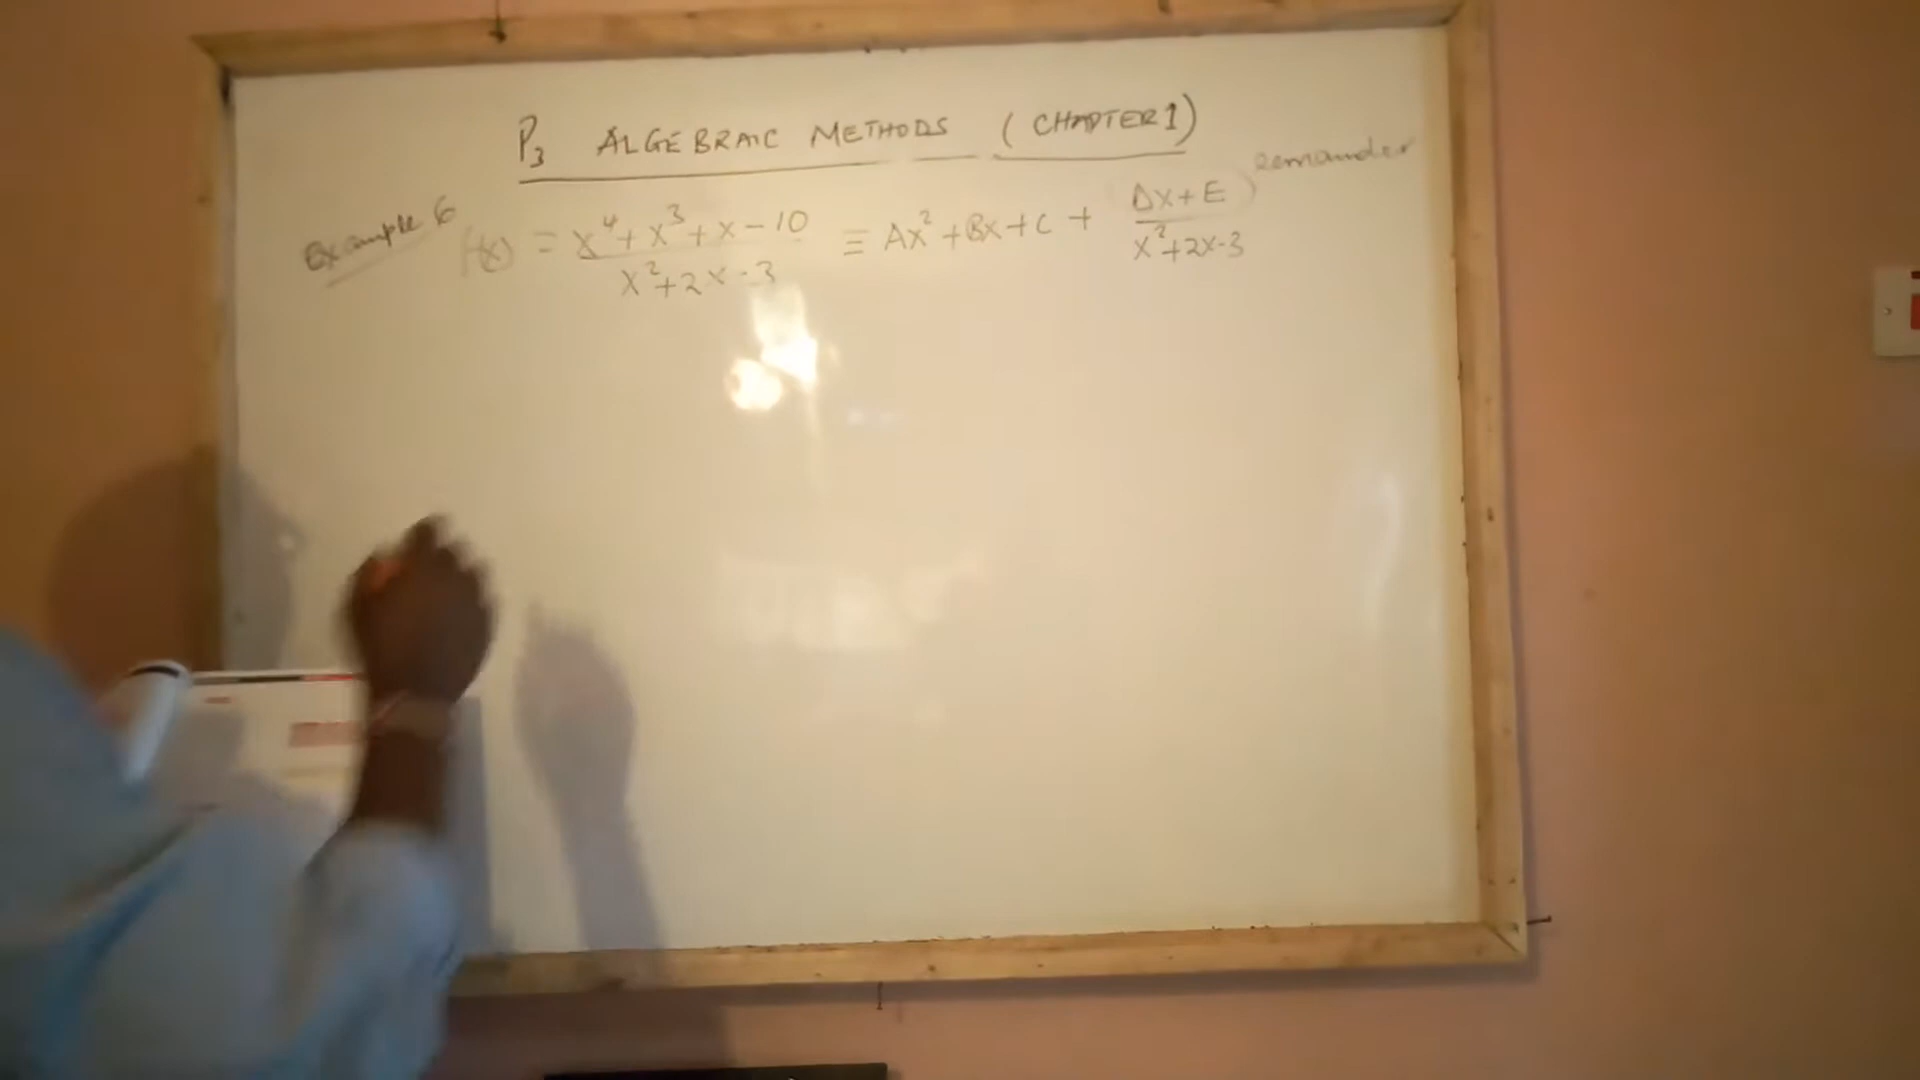 P₃ ALGEBRAIC METHODS (CHAPTER 1)
Example 6 f(x) = (x⁴ + x³ + x - 10)/(x² + 2x - 3) ≡ Ax² + Bx + C + (Dx + E)/(x² + 2x - 3) remainder